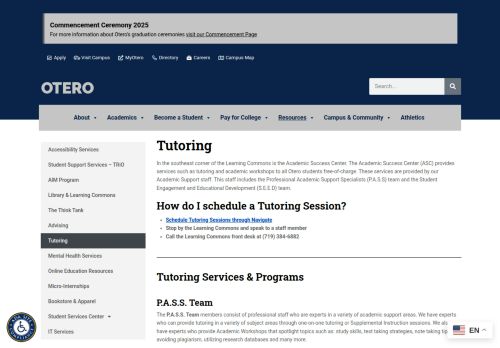 Commencement Ceremony 2025
For more information about Otero's graduation ceremonies visit our Commencement Page
Apply
Visit Campus
MyOtero
Directory
Careers
Campus Map
OTERO
Search...
About
Academics
Become a Student
Pay for College
Resources
Campus & Community
Athletics
Accessibility Services
Student Support Services – TRiO
AIM Program
Library & Learning Commons
The Think Tank
Advising
Tutoring
Mental Health Services
Online Education Resources
Micro-Internships
Bookstore & Apparel
Student Services Center
IT Services
Tutoring
In the southeast corner of the Learning Commons is the Academic Success Center. The Academic Success Center (ASC) provides
services such as tutoring and academic workshops to all Otero students free-of-charge. These services are provided by our
Academic Support staff. This staff includes the Professional Academic Support Specialists (P.A.S.S) team and the Student
Engagement and Educational Development (S.E.E.D) team.
How do I schedule a Tutoring Session?
Schedule Tutoring Sessions through Navigate
Stop by the Learning Commons and speak to a staff member
Call the Learning Commons front desk at (719) 384-6882.
Tutoring Services & Programs
P.A.S.S. Team
The P.A.S.S. Team members consist of professional staff who are experts in a variety of academic support areas. We have experts
who can provide tutoring in a variety of subject areas through one-on-one tutoring or Supplemental Instruction sessions. We als
have experts who provide Academic Workshops that spotlight topics such as: study skills, test taking strategies, note taking tip
avoiding plagiarism, utilizing research databases and many more.
EN